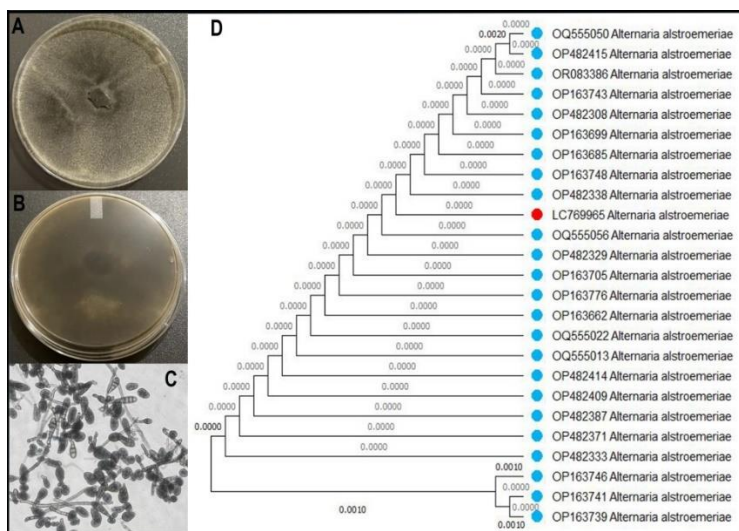 A
B
C
D
0.0000
0.0020
0.0000
OQ555050 Alternaria alstroemeriae
0.0000
0.0000
OP482415 Alternaria alstroemeriae
0.0000
0.0000
OR083386 Alternaria alstroemeriae
0.0000
0.0000
OP163743 Alternaria alstroemeriae
0.0000
0.0000
OP482308 Alternaria alstroemeriae
0.0000
0.0000
OP163699 Alternaria alstroemeriae
0.0000
0.0000
OP163685 Alternaria alstroemeriae
0.0000
0.0000
OP163748 Alternaria alstroemeriae
0.0000
0.0000
OP482338 Alternaria alstroemeriae
0.0000
0.0000
LC769965 Alternaria alstroemeriae
0.0000
0.0000
OQ555056 Alternaria alstroemeriae
0.0000
0.0000
OP482329 Alternaria alstroemeriae
0.0000
0.0000
OP163705 Alternaria alstroemeriae
0.0000
0.0000
OP163776 Alternaria alstroemeriae
0.0000
0.0000
OP163662 Alternaria alstroemeriae
0.0000
0.0000
OQ555022 Alternaria alstroemeriae
0.0000
0.0000
OQ555013 Alternaria alstroemeriae
0.0000
0.0000
OP482414 Alternaria alstroemeriae
0.0000
0.0000
OP482409 Alternaria alstroemeriae
0.0000
0.0000
OP482387 Alternaria alstroemeriae
0.0000
0.0000
OP482371 Alternaria alstroemeriae
0.0000
OP482333 Alternaria alstroemeriae
0.0010
OP163746 Alternaria alstroemeriae
0.0000
0.0000
OP163741 Alternaria alstroemeriae
0.0010
0.0010
OP163739 Alternaria alstroemeriae